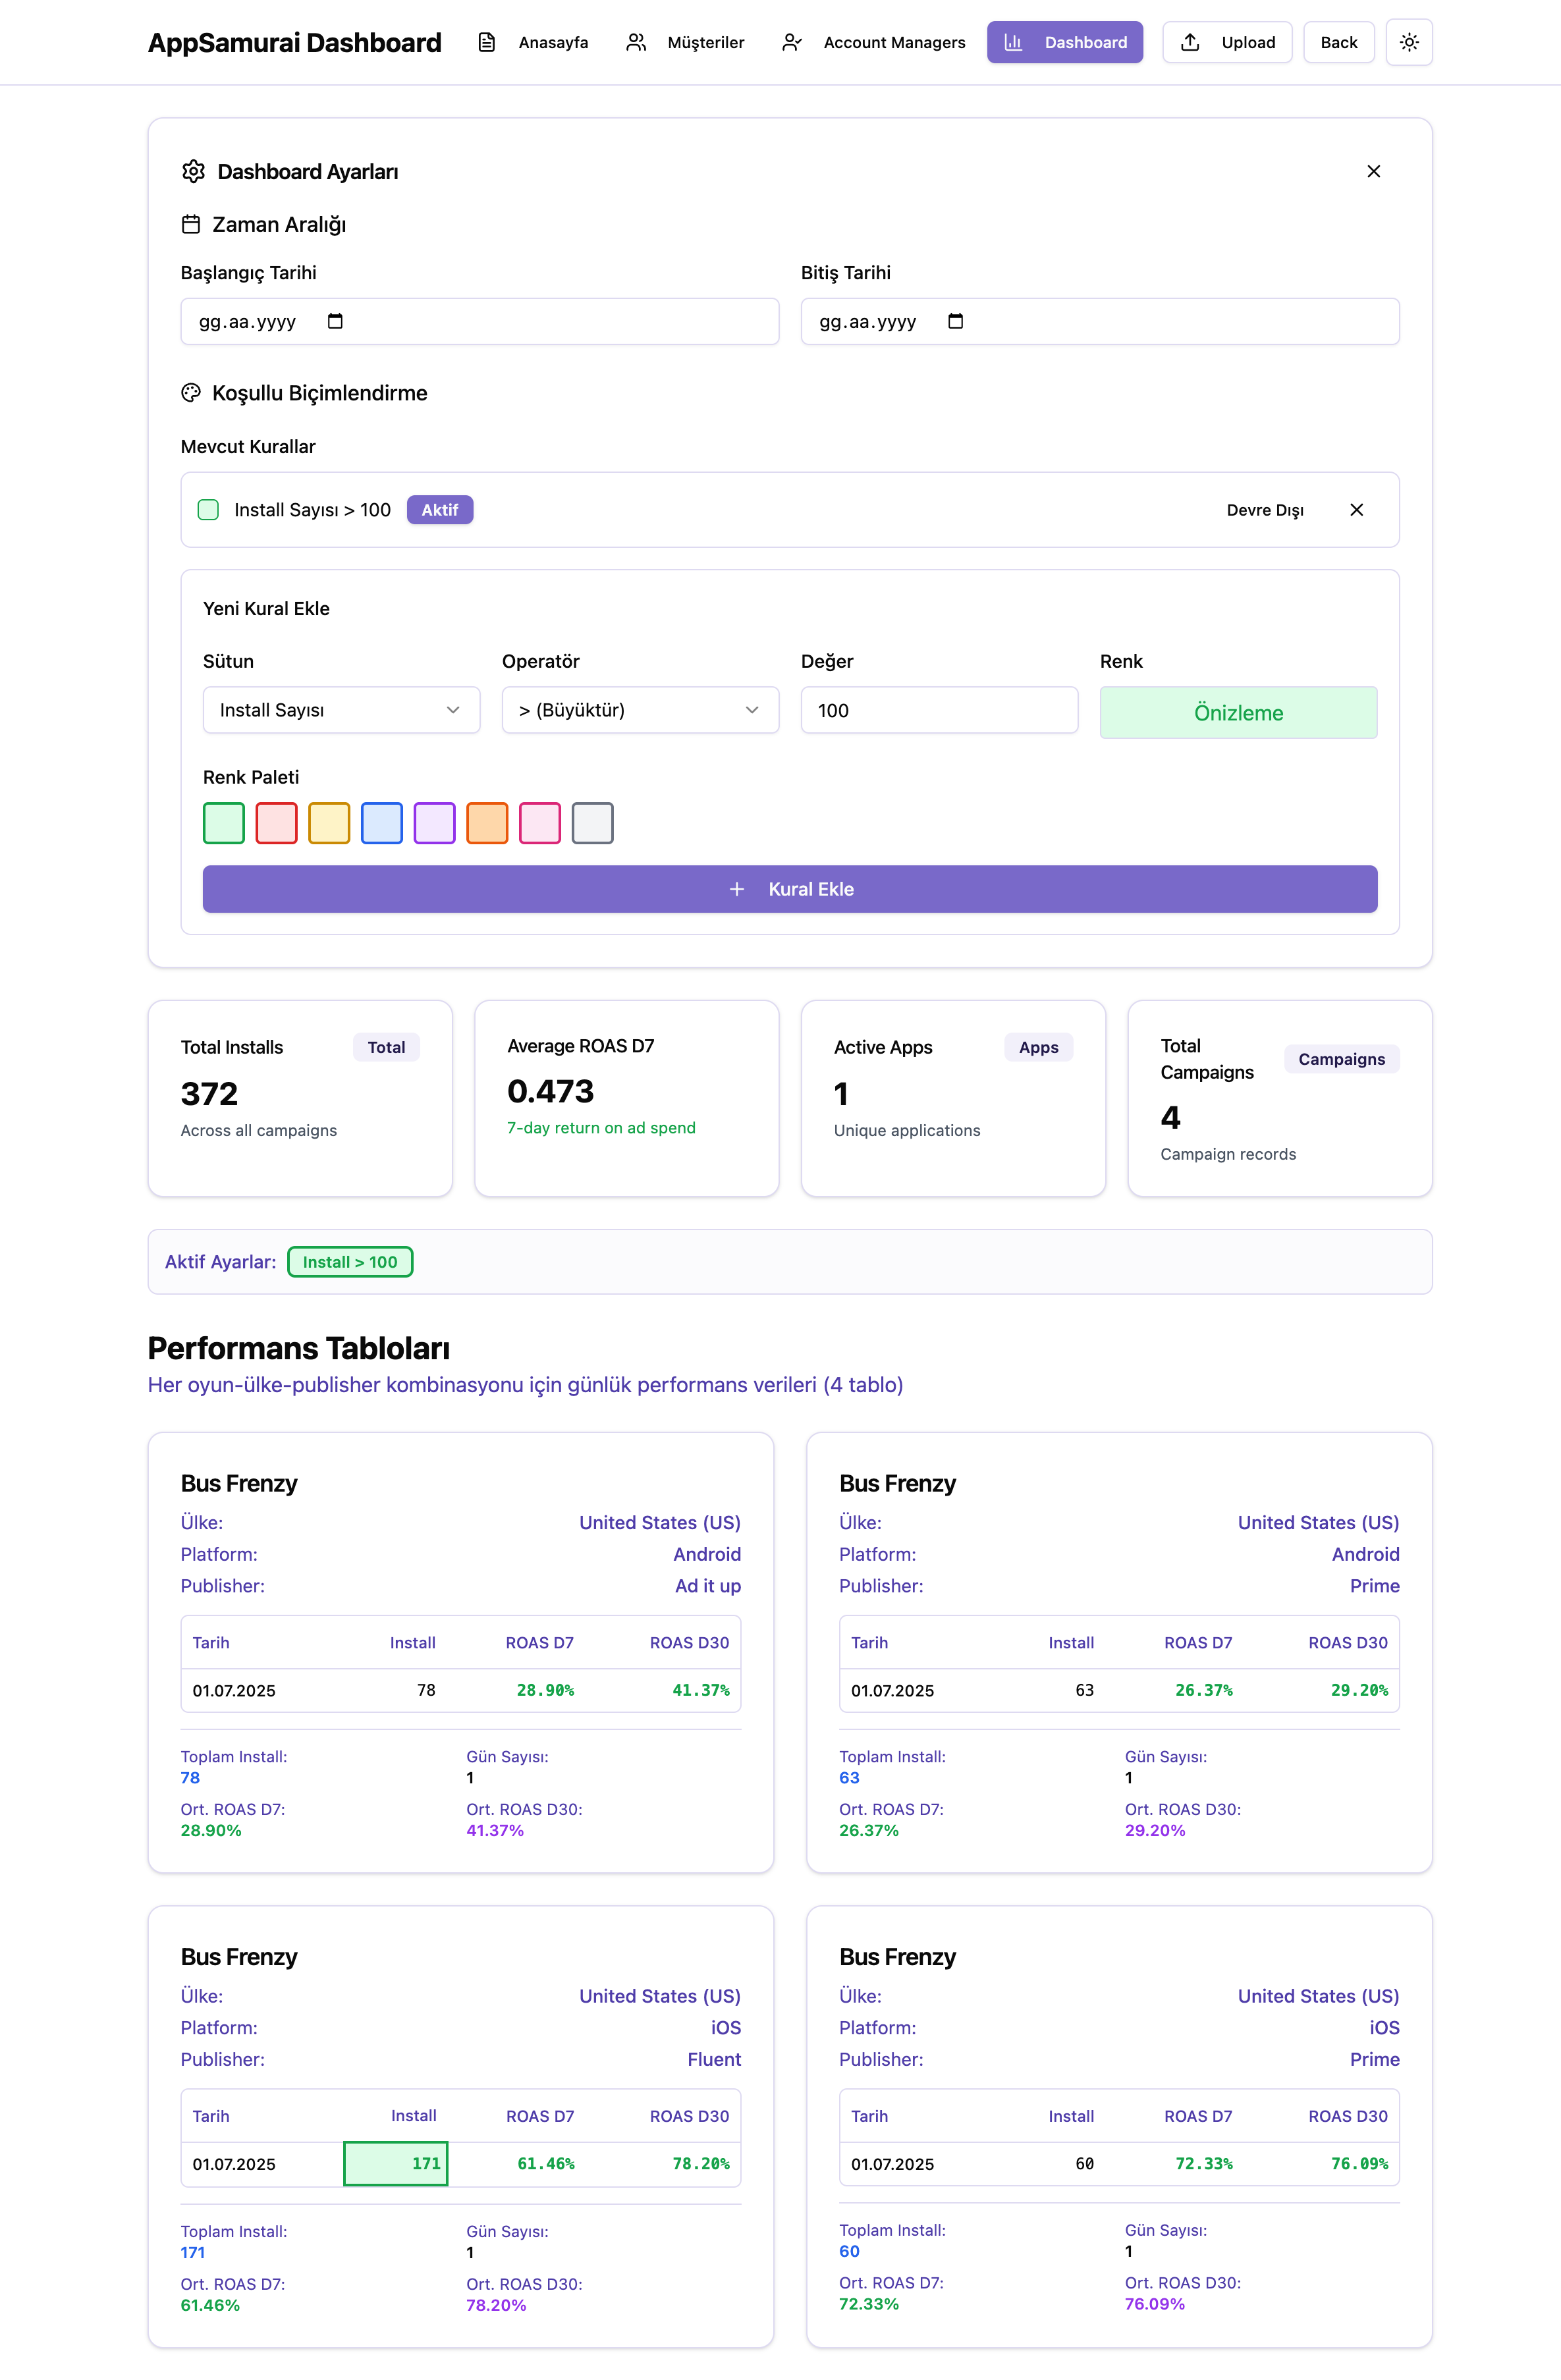 AppSamurai Dashboard Anasayfa Müşteriler Account Managers Dashboard Upload Back
Dashboard Ayarları
Zaman Aralığı
Başlangıç Tarihi Bitiş Tarihi
gg.aa.yyyy gg.aa.yyyy
Koşullu Biçimlendirme
Mevcut Kurallar
Install Sayısı > 100 Aktif Devre Dışı
Yeni Kural Ekle
Sütun Operatör Değer Renk
Install Sayısı > (Büyüktür) 100 Önizleme
Renk Paleti
+ Kural Ekle
Total Installs Total
372
Across all campaigns
Average ROAS D7
0.473
7-day return on ad spend
Active Apps Apps
1
Unique applications
Total
Campaigns Campaigns
4
Campaign records
Aktif Ayarlar: Install > 100
Performans Tabloları
Her oyun-ülke-publisher kombinasyonu için günlük performans verileri (4 tablo)
Bus Frenzy
Ülke: United States (US)
Platform: Android
Publisher: Ad it up
Tarih Install ROAS D7 ROAS D30
01.07.2025 78 28.90% 41.37%
Toplam Install: Gün Sayısı:
78 1
Ort. ROAS D7: Ort. ROAS D30:
28.90% 41.37%
Bus Frenzy
Ülke: United States (US)
Platform: Android
Publisher: Prime
Tarih Install ROAS D7 ROAS D30
01.07.2025 63 26.37% 29.20%
Toplam Install: Gün Sayısı:
63 1
Ort. ROAS D7: Ort. ROAS D30:
26.37% 29.20%
Bus Frenzy
Ülke: United States (US)
Platform: iOS
Publisher: Fluent
Tarih Install ROAS D7 ROAS D30
01.07.2025 171 61.46% 78.20%
Toplam Install: Gün Sayısı:
171 1
Ort. ROAS D7: Ort. ROAS D30:
61.46% 78.20%
Bus Frenzy
Ülke: United States (US)
Platform: iOS
Publisher: Prime
Tarih Install ROAS D7 ROAS D30
01.07.2025 60 72.33% 76.09%
Toplam Install: Gün Sayısı:
60 1
Ort. ROAS D7: Ort. ROAS D30:
72.33% 76.09%